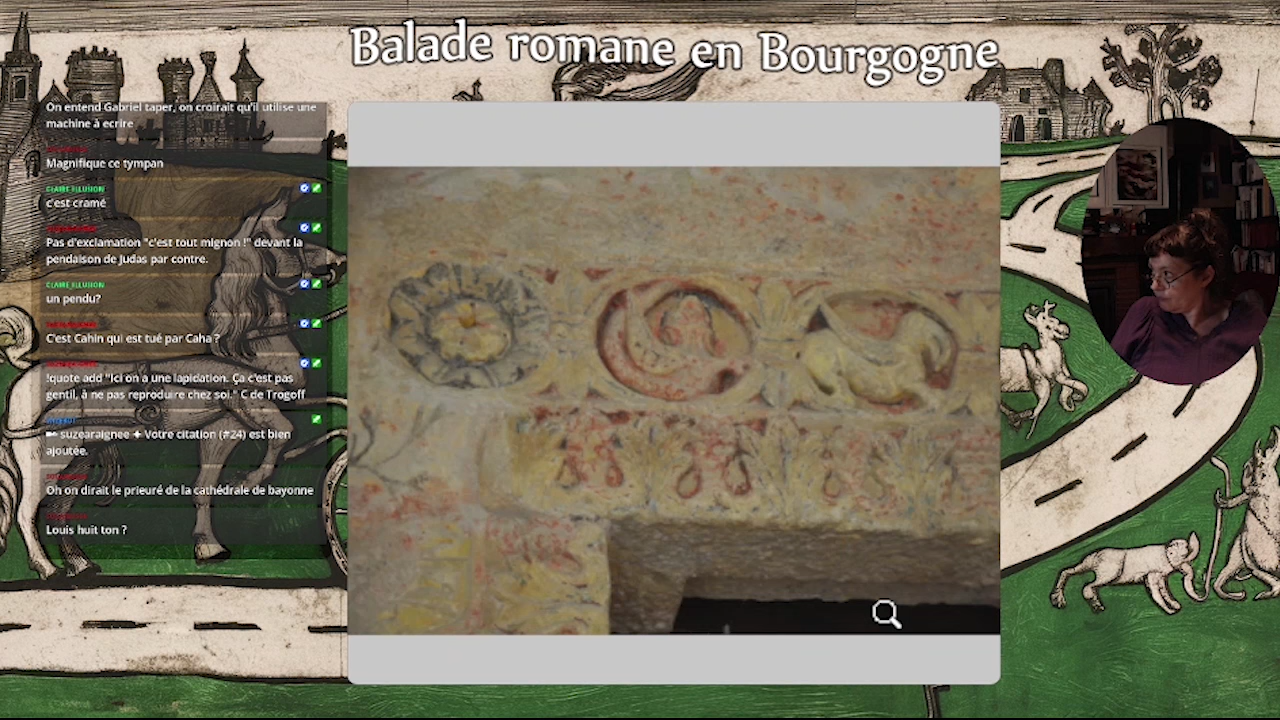 Balade romane en Bourgogne
On entend Gabriel taper, on croirait qu'il utilise une
machine à ecrire
Magnifique ce tympan
CLAIRE_ILLUSION
c'est cramé
Pas d'exclamation "c'est tout mignon !" devant la
pendaison de Judas par contre.
CLAIRE_ILLUSION
un pendu?
C'est Cahin qui est tué par Caha ?
!quote add "Ici on a une lapidation. Ça c'est pas
gentil, à ne pas reproduire chez soi." C de Trogoff
suzearaignee ✦ Votre citation (#24) est bien
ajoutée.
Oh on dirait le prieuré de la cathédrale de bayonne
Louis huit ton ?